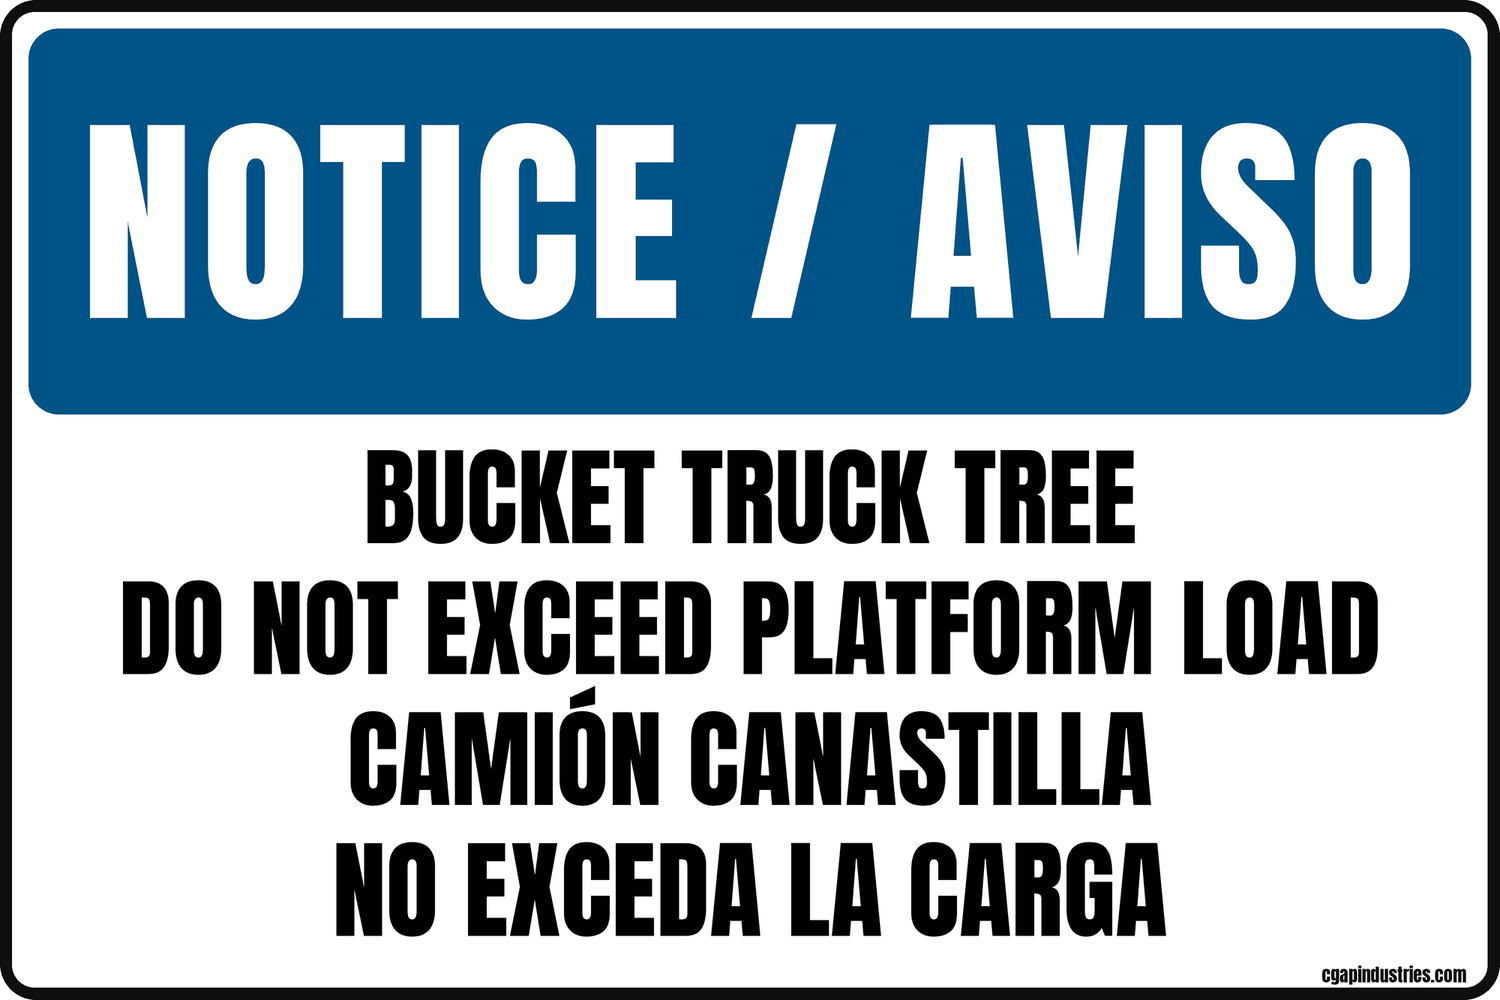 NOTICE / AVISO
BUCKET TRUCK TREE
DO NOT EXCEED PLATFORM LOAD
CAMIÓN CANASTILLA
NO EXCEDA LA CARGA
cgapindustries.com